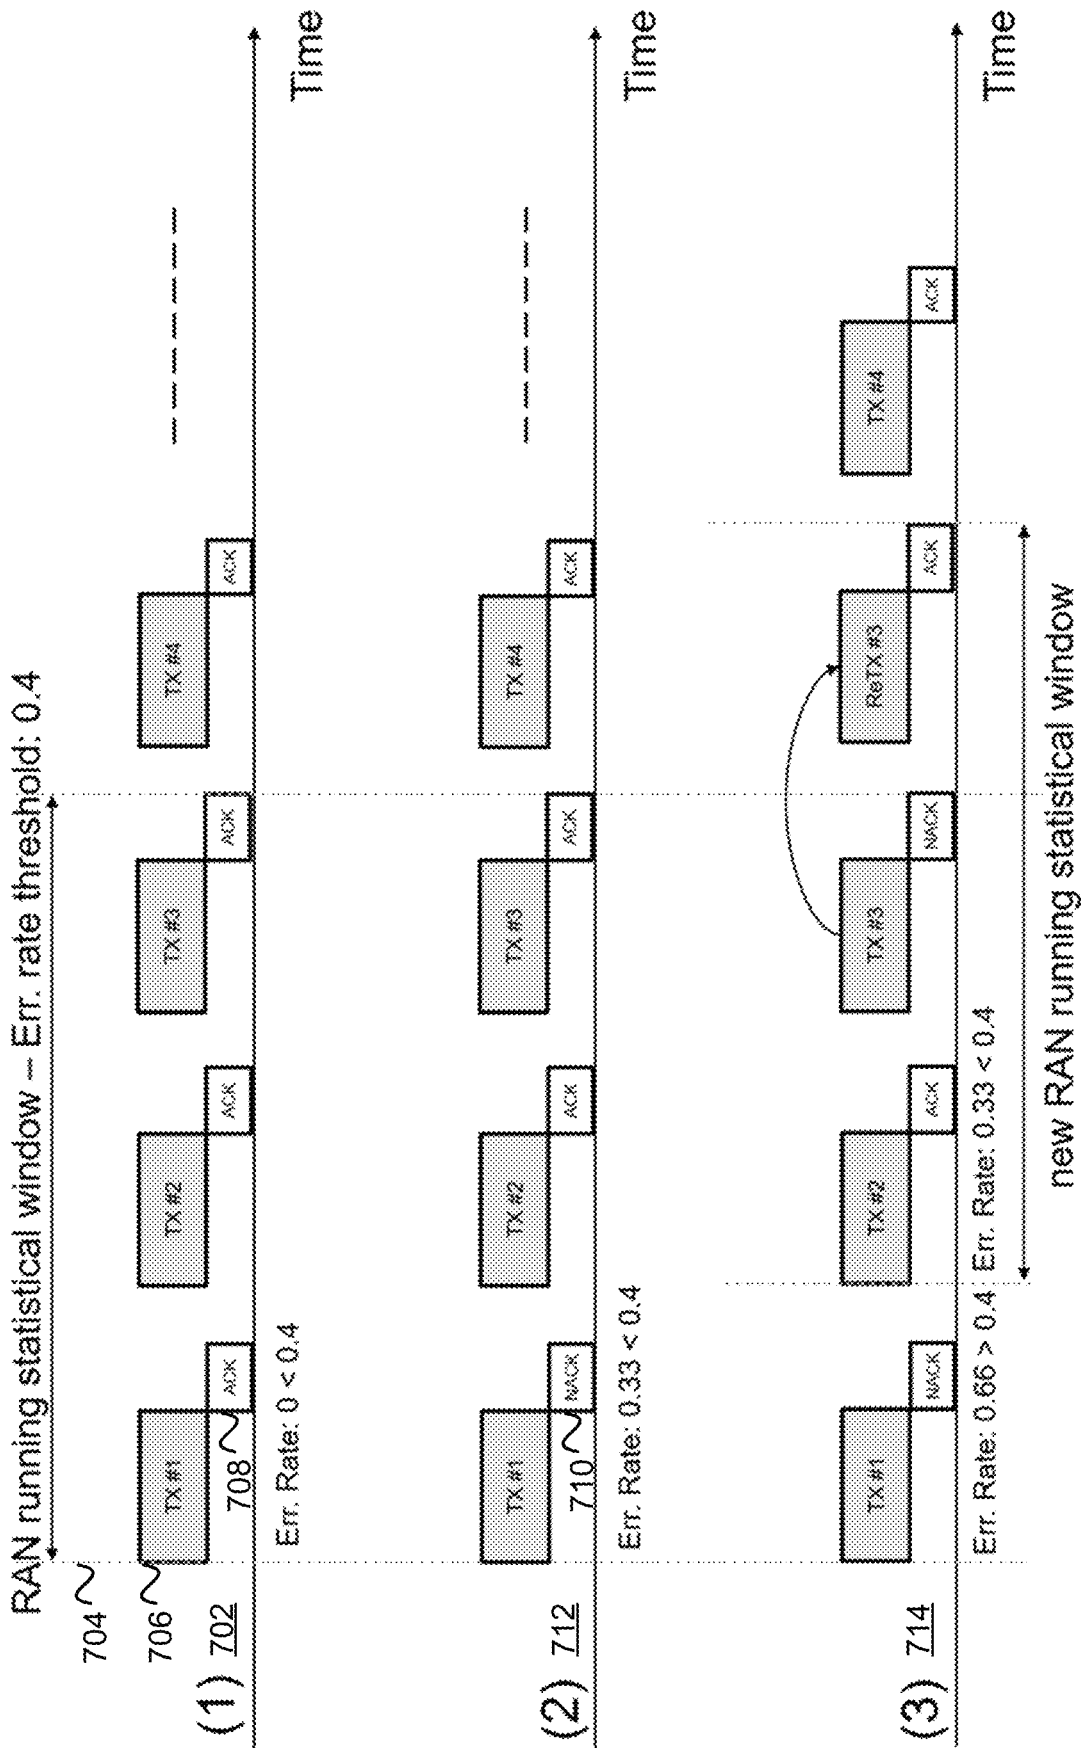 RAN running statistical window – Err. rate threshold: 0.4
704
706
(1) 702
TX #1
ACK
TX #2
ACK
TX #3
ACK
TX #4
ACK
708
Err. Rate: 0 < 0.4
Time
(2) 712
TX #1
NACK
TX #2
ACK
TX #3
ACK
TX #4
ACK
710
Err. Rate: 0.33 < 0.4
Time
(3) 714
TX #1
NACK
TX #2
ACK
TX #3
NACK
ReTX #3
ACK
TX #4
ACK
Err. Rate: 0.66 > 0.4
Err. Rate: 0.33 < 0.4
Time
new RAN running statistical window